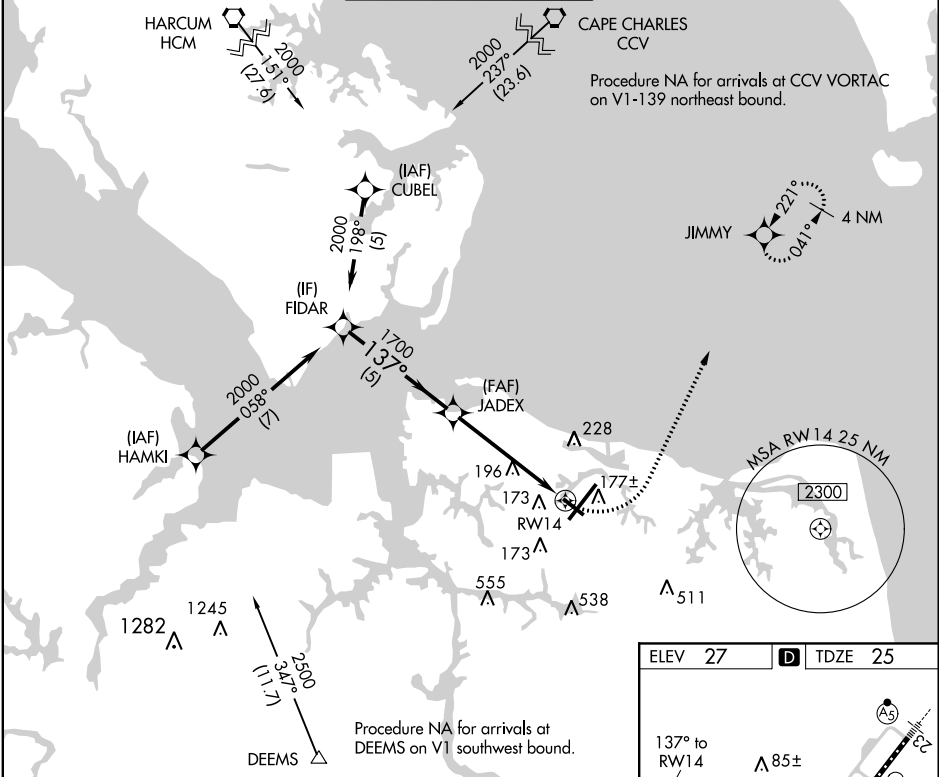 HARCUM
HCM
2000
151°
(27.6)
CAPE CHARLES
CCV
2000
237°
(23.6)
Procedure NA for arrivals at CCV VORTAC
on V1-139 northeast bound.
(IAF)
CUBEL
2000
198°
(5)
JIMMY
221°
041°
4 NM
(IF)
FIDAR
1700
137°
(5)
2000
058°
(7)
(IAF)
HAMKI
(FAF)
JADEX
228
196
177±
173
RW14
173
MSA RW14 25 NM
2300
555
538
511
1282
1245
2500
347°
(11.7)
DEEMS
Procedure NA for arrivals at
DEEMS on V1 southwest bound.
ELEV 27
D
TDZE 25
A5
23
137° to
RW14
85±